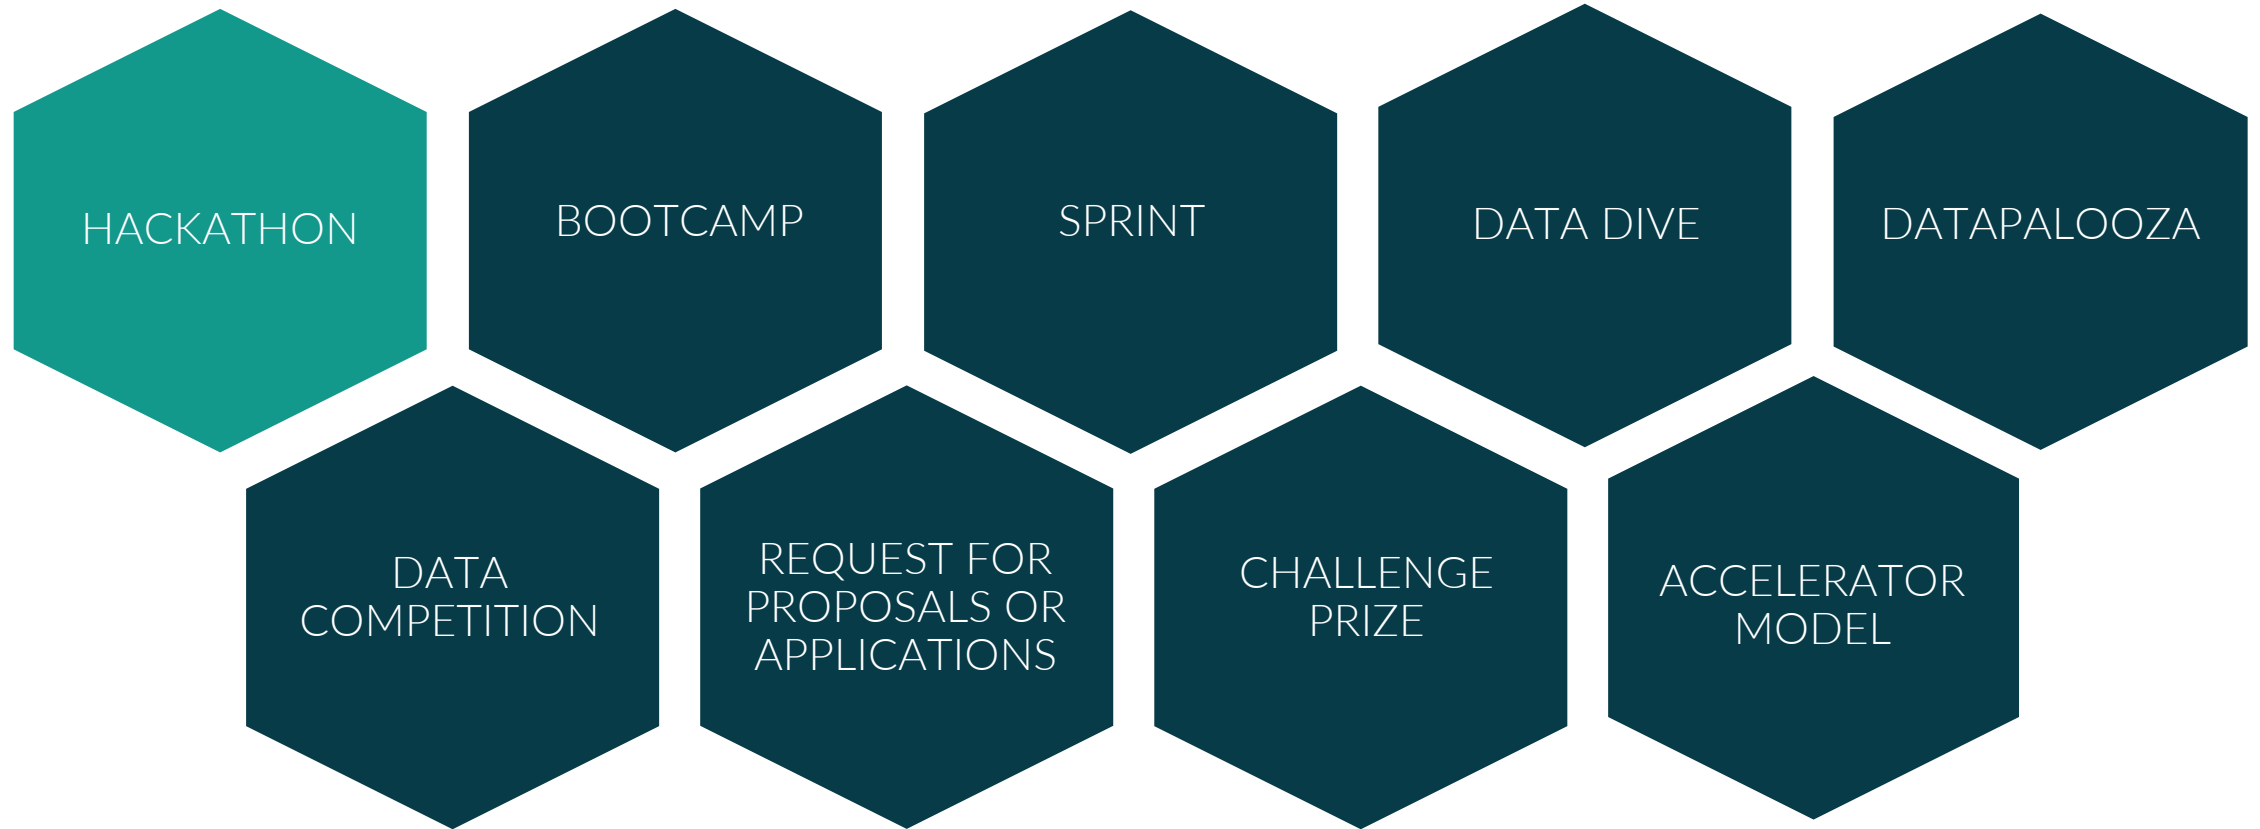 HACKATHON
BOOTCAMP
SPRINT
DATA DIVE
DATAPALOOZA
DATA
COMPETITION
REQUEST FOR
PROPOSALS OR
APPLICATIONS
CHALLENGE
PRIZE
ACCELERATOR
MODEL